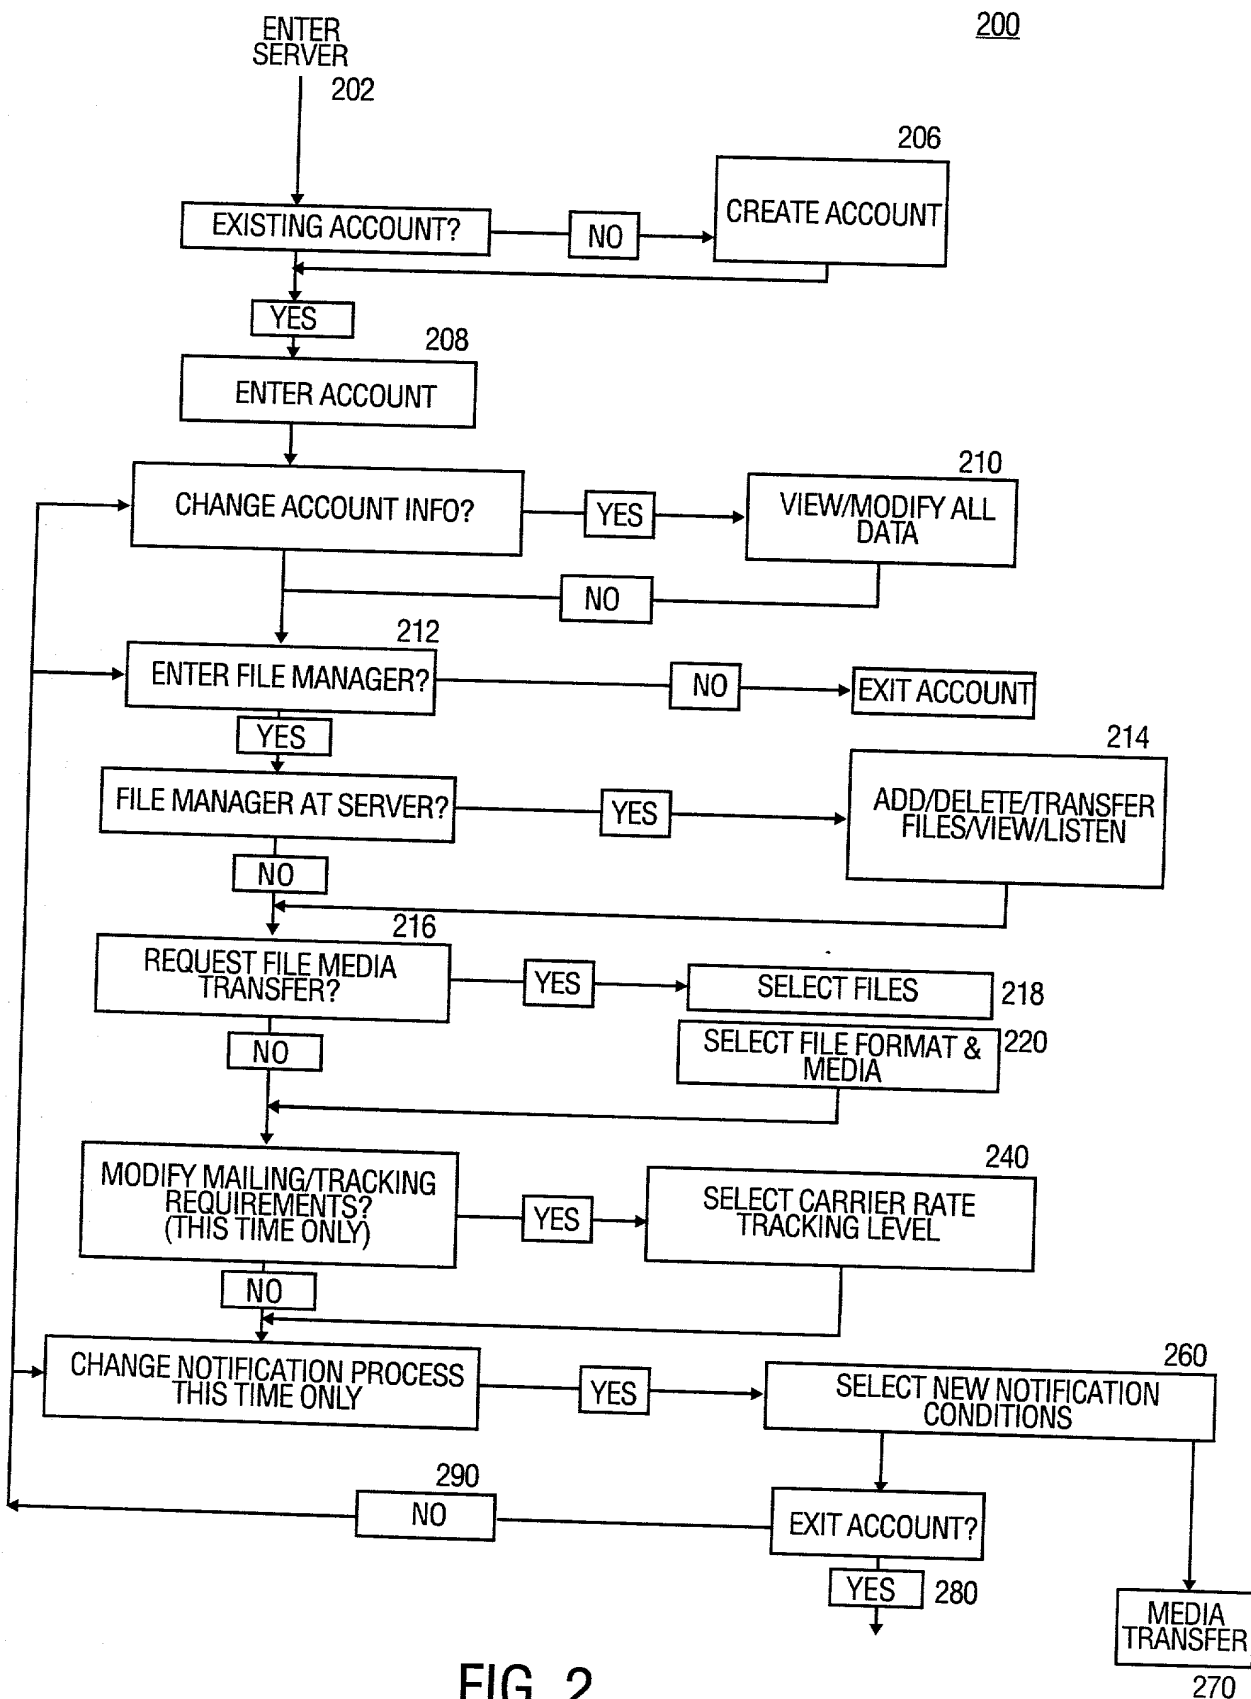 200
ENTER
SERVER
202
206
CREATE ACCOUNT
EXISTING ACCOUNT?
NO
YES
208
ENTER ACCOUNT
210
CHANGE ACCOUNT INFO?
YES
VIEW/MODIFY ALL
DATA
NO
212
ENTER FILE MANAGER?
NO
EXIT ACCOUNT
YES
214
FILE MANAGER AT SERVER?
YES
ADD/DELETE/TRANSFER
FILES/VIEW/LISTEN
NO
216
REQUEST FILE MEDIA
TRANSFER?
YES
SELECT FILES
218
NO
SELECT FILE FORMAT &
MEDIA
220
240
MODIFY MAILING/TRACKING
REQUIREMENTS?
(THIS TIME ONLY)
YES
SELECT CARRIER RATE
TRACKING LEVEL
NO
260
CHANGE NOTIFICATION PROCESS
THIS TIME ONLY
YES
SELECT NEW NOTIFICATION
CONDITIONS
290
NO
EXIT ACCOUNT?
YES
280
MEDIA
TRANSFER
270
FIG. 2